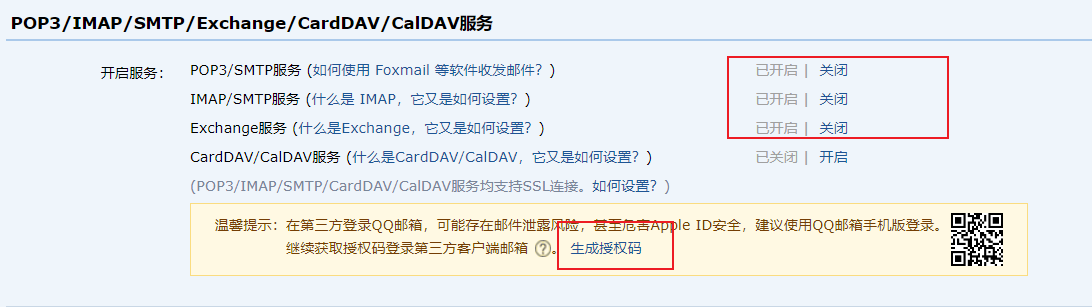 POP3/IMAP/SMTP/Exchange/CardDAV/CalDAV服务
开启服务： POP3/SMTP服务 (如何使用 Foxmail 等软件收发邮件？) 已开启 | 关闭
IMAP/SMTP服务 (什么是 IMAP，它又是如何设置？) 已开启 | 关闭
Exchange服务 (什么是Exchange，它又是如何设置？) 已开启 | 关闭
CardDAV/CalDAV服务 (什么是CardDAV/CalDAV，它又是如何设置？) 已关闭 | 开启
(POP3/IMAP/SMTP/CardDAV/CalDAV服务均支持SSL连接。如何设置？)
温馨提示：在第三方登录QQ邮箱，可能存在邮件泄露风险，甚至危害Apple ID安全，建议使用QQ邮箱手机版登录。
继续获取授权码登录第三方客户端邮箱 ?。 生成授权码